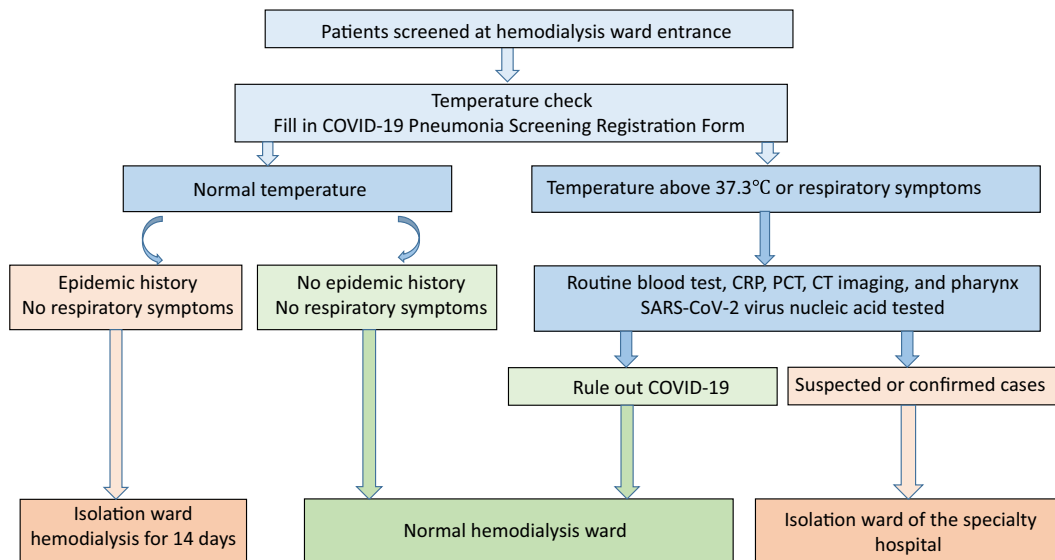 Patients screened at hemodialysis ward entrance
Temperature check
Fill in COVID-19 Pneumonia Screening Registration Form
Normal temperature
Temperature above 37.3℃ or respiratory symptoms
Epidemic history
No respiratory symptoms
No epidemic history
No respiratory symptoms
Routine blood test, CRP, PCT, CT imaging, and pharynx
SARS-CoV-2 virus nucleic acid tested
Rule out COVID-19
Suspected or confirmed cases
Isolation ward
hemodialysis for 14 days
Normal hemodialysis ward
Isolation ward of the specialty
hospital